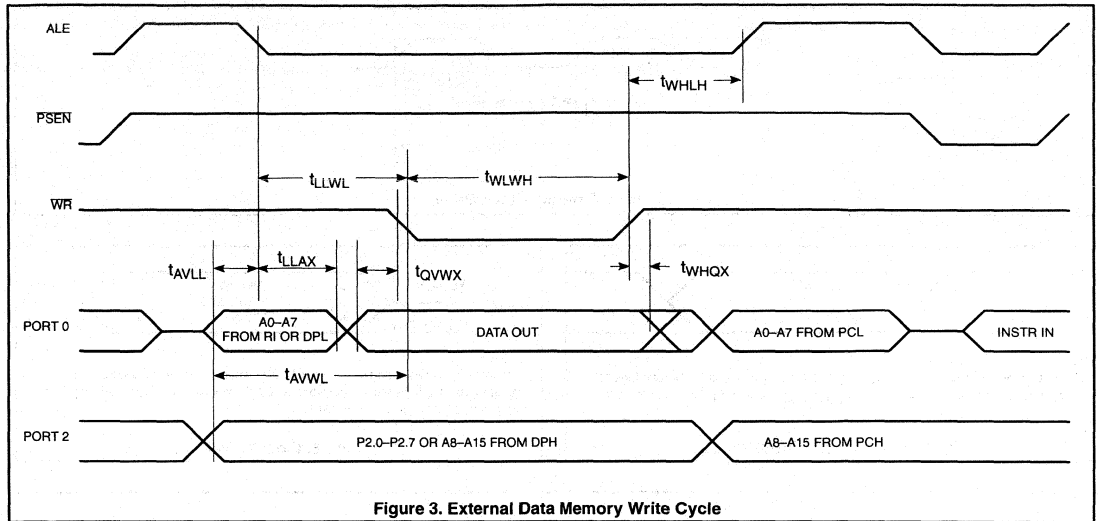 ALE
tWHLH
PSEN
tLLWL
tWLWH
WR
tAVLL
tLLAX
tQVWX
tWHQX
PORT 0
A0–A7
FROM RI OR DPL
DATA OUT
A0–A7 FROM PCL
INSTR IN
tAVWL
PORT 2
P2.0–P2.7 OR A8–A15 FROM DPH
A8–A15 FROM PCH
Figure 3. External Data Memory Write Cycle